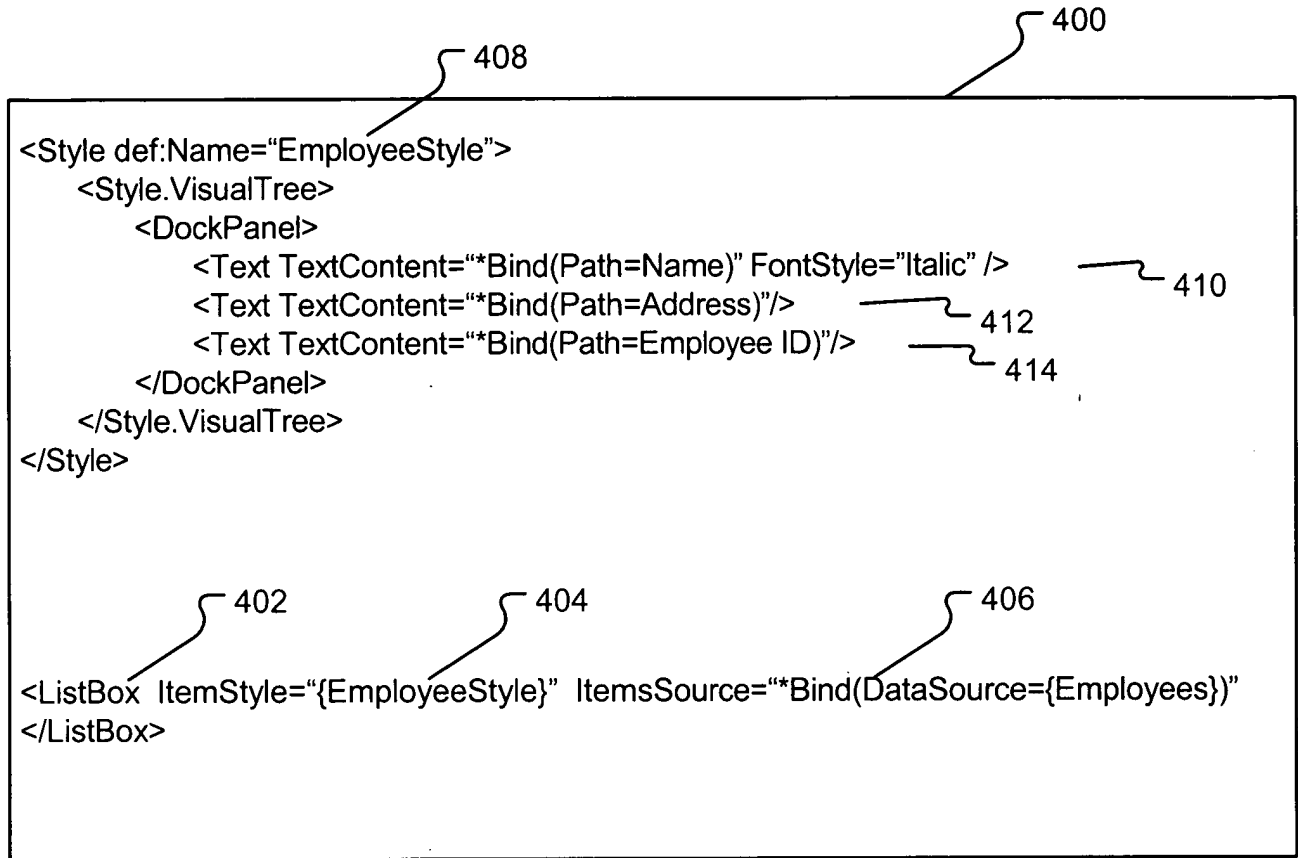 400
408
<Style def:Name=“EmployeeStyle”>
<Style.VisualTree>
<DockPanel>
<Text TextContent=“*Bind(Path=Name)” FontStyle=”Italic” />
410
<Text TextContent=“*Bind(Path=Address)”/>
412
<Text TextContent=“*Bind(Path=Employee ID)”/>
414
</DockPanel>
</Style.VisualTree>
</Style>
402
404
406
<ListBox ItemStyle=“{EmployeeStyle}” ItemsSource=“*Bind(DataSource={Employees})”
</ListBox>